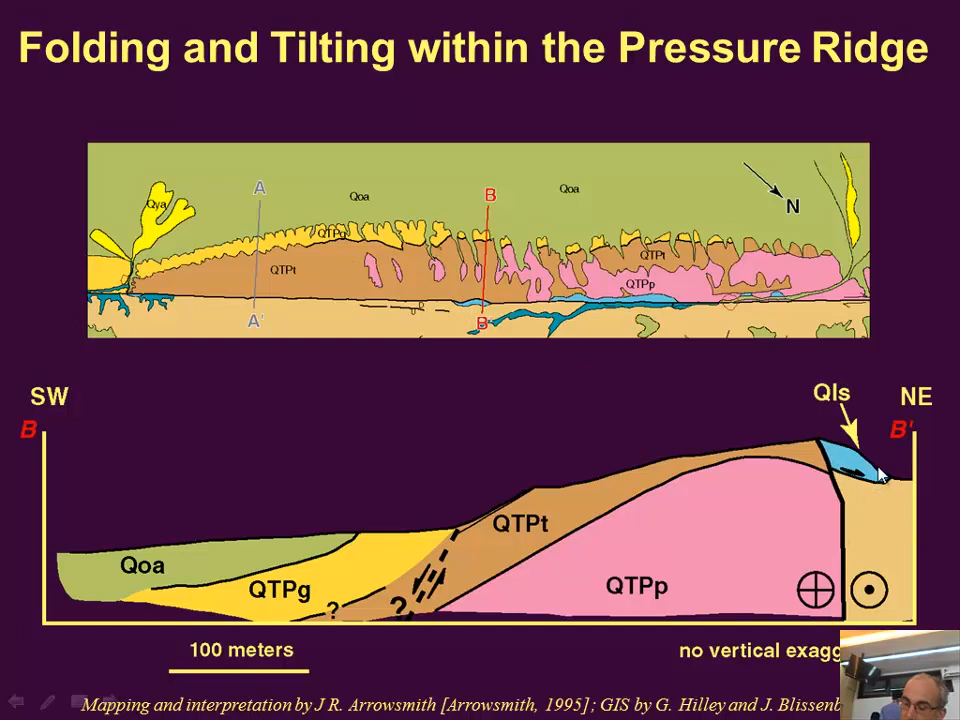 Folding and Tilting within the Pressure Ridge
Qya
A
Qoa
B
Qoa
N
QTPg
QTPt
QTPt
QTPp
A'
B'
SW
Qls
NE
B
B'
QTPt
Qoa
QTPg
QTPp
?
?
100 meters
no vertical exagg
Mapping and interpretation by J R. Arrowsmith [Arrowsmith, 1995]; GIS by G. Hilley and J. Blissenb